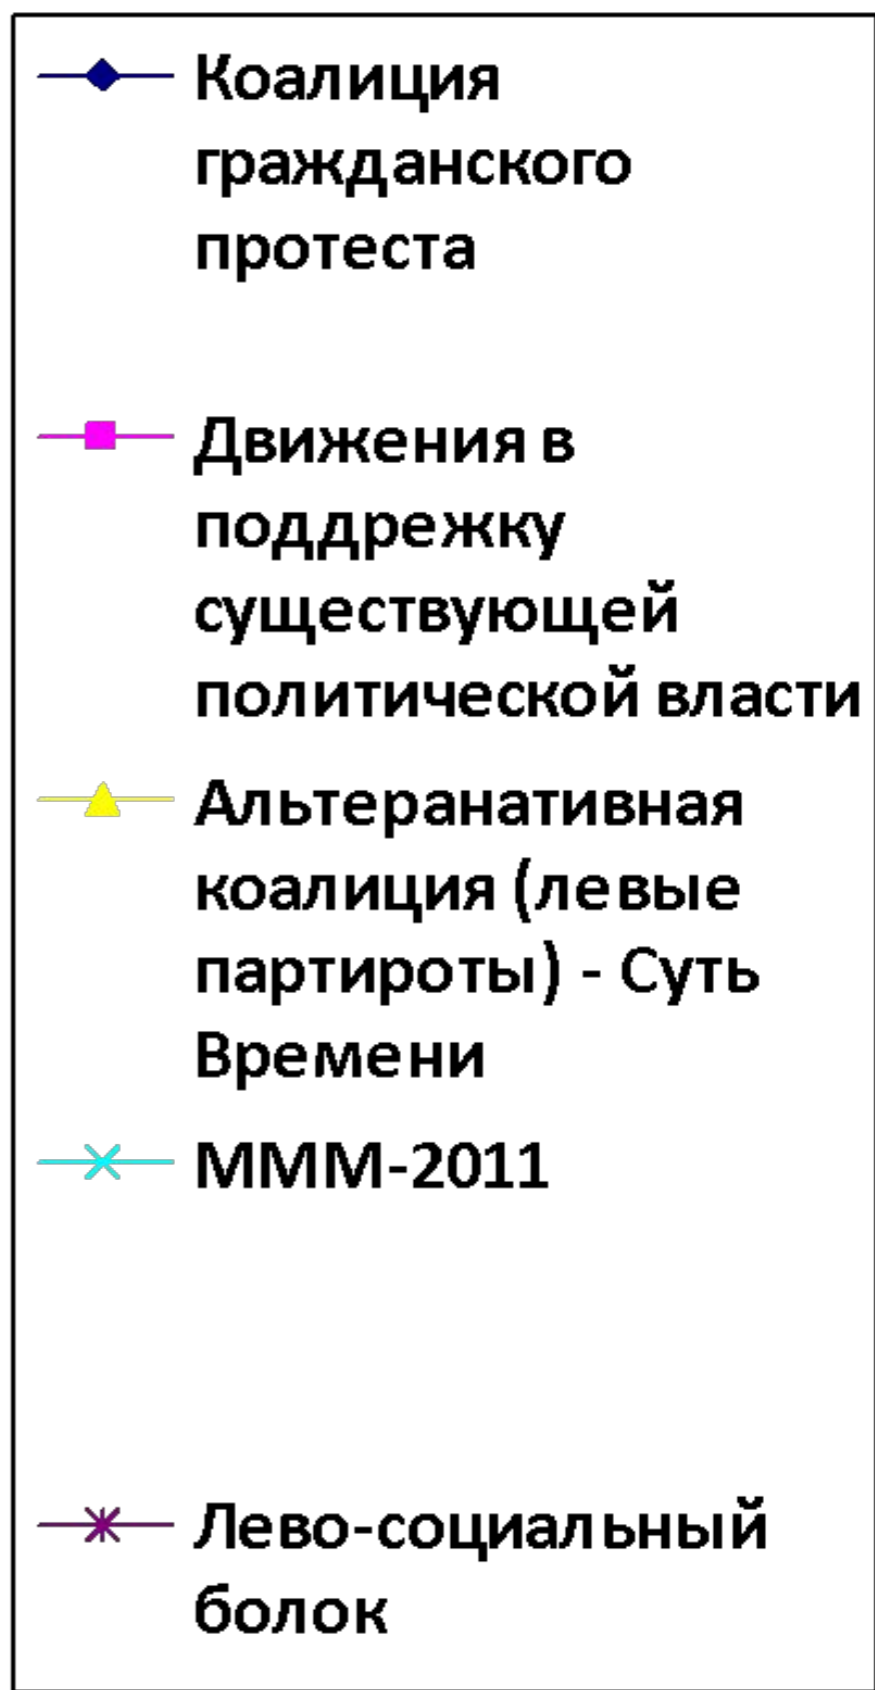 Коалиция
гражданского
протеста
Движения в
поддрежку
существующей
политической власти
Альтеранативная
коалиция (левые
партироты) - Суть
Времени
МММ-2011
Лево-социальный
болок